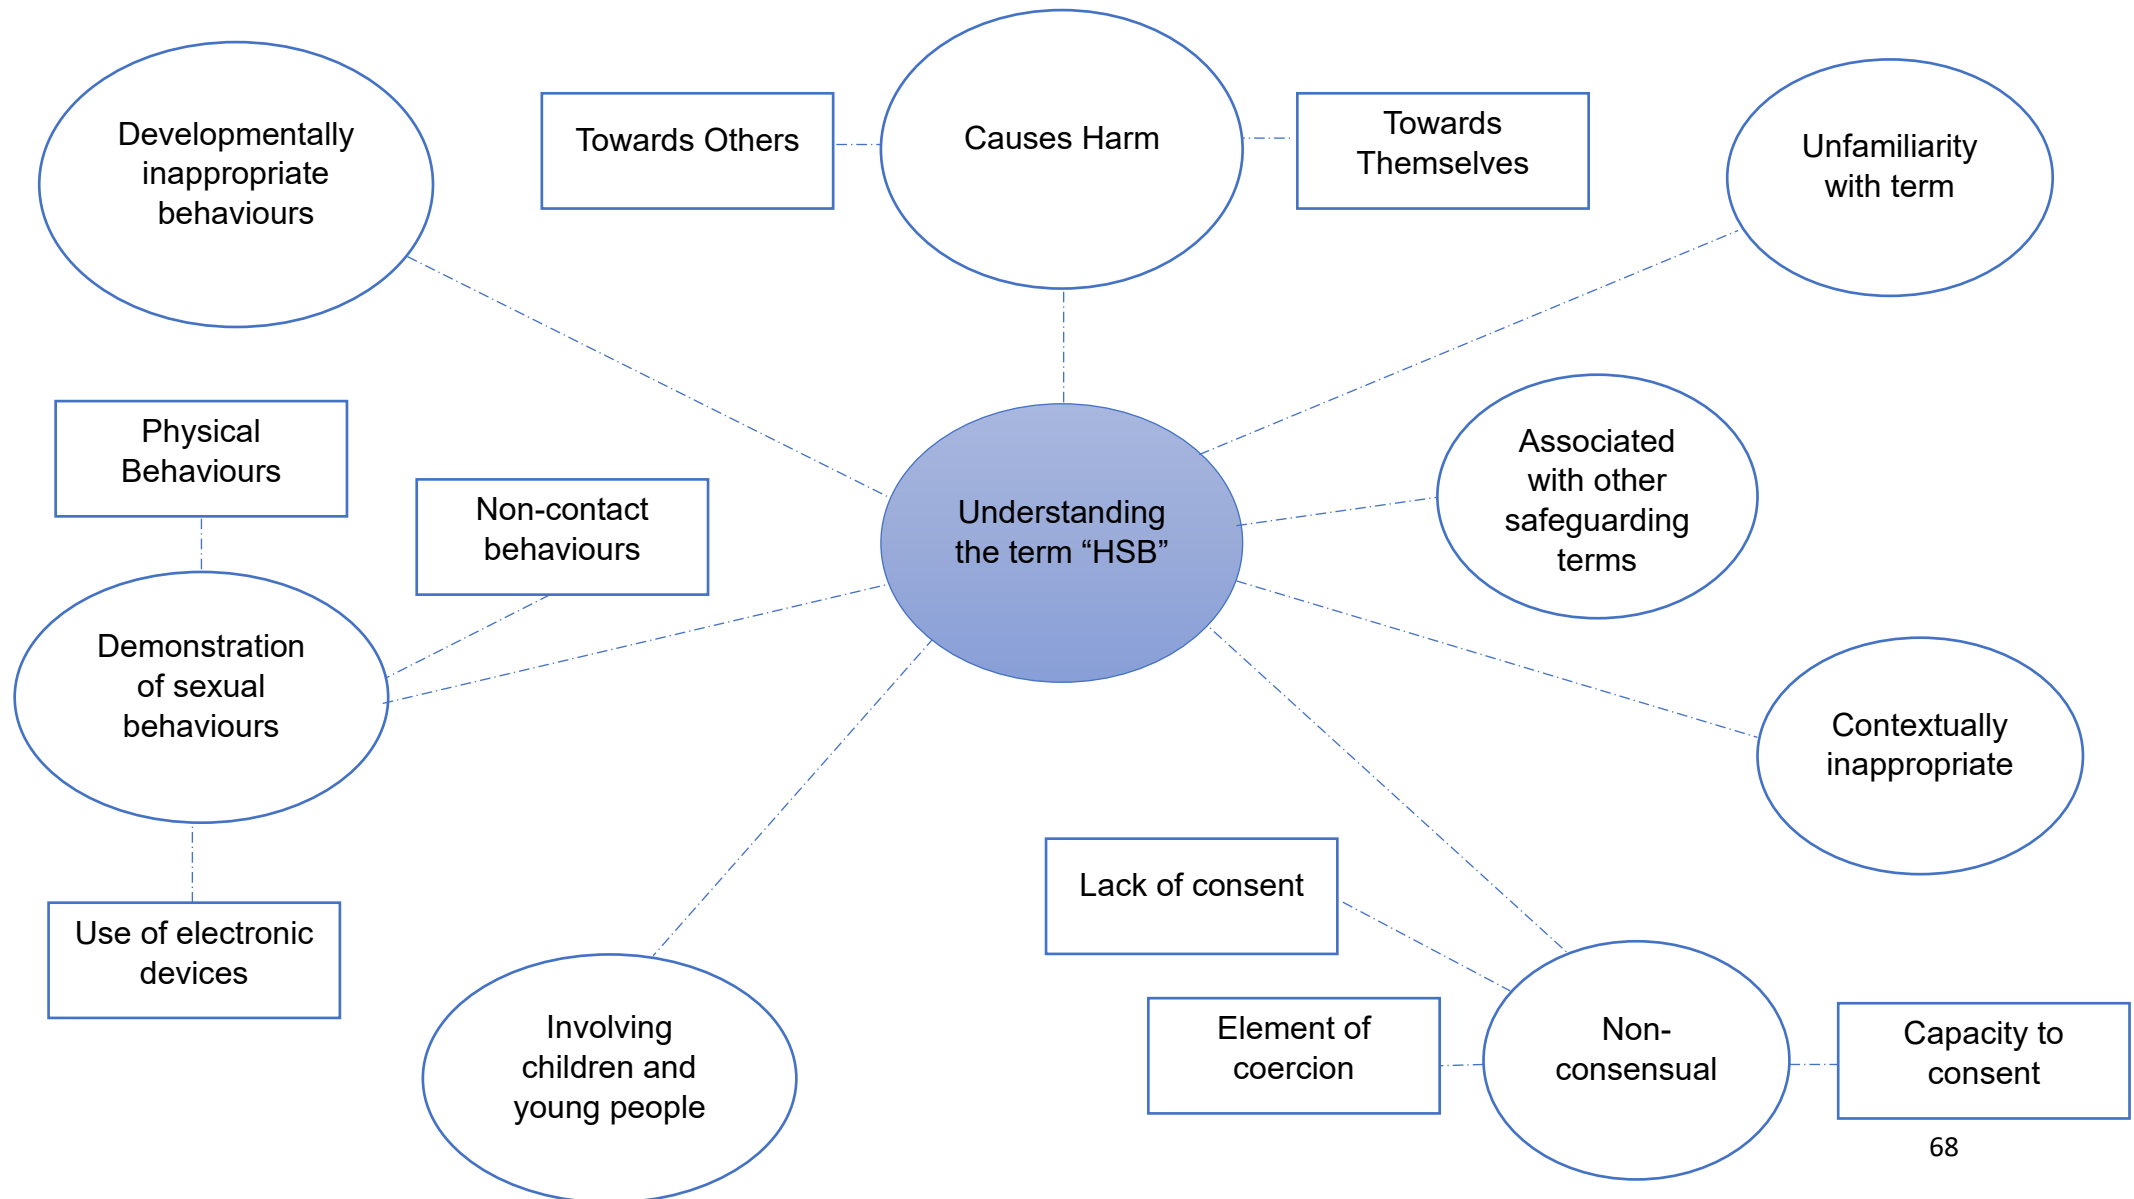 Developmentally
inappropriate
behaviours
Towards Others
Causes Harm
Towards
Themselves
Unfamiliarity
with term
Physical
Behaviours
Non-contact
behaviours
Understanding
the term “HSB”
Associated
with other
safeguarding
terms
Demonstration
of sexual
behaviours
Contextually
inappropriate
Use of electronic
devices
Lack of consent
Involving
children and
young people
Element of
coercion
Non-
consensual
Capacity to
consent
68